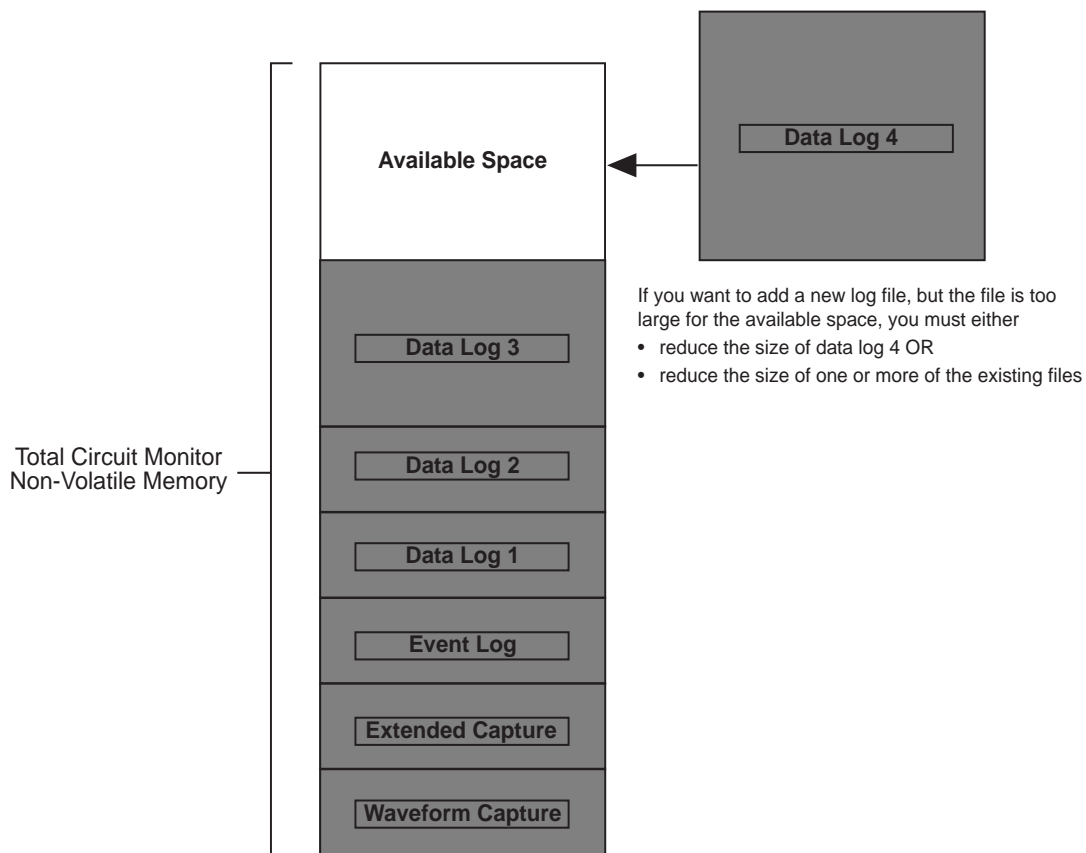 Data Log 4
Available Space
If you want to add a new log file, but the file is too
large for the available space, you must either
• reduce the size of data log 4 OR
• reduce the size of one or more of the existing files
Data Log 3
Total Circuit Monitor
Non-Volatile Memory
Data Log 2
Data Log 1
Event Log
Extended Capture
Waveform Capture